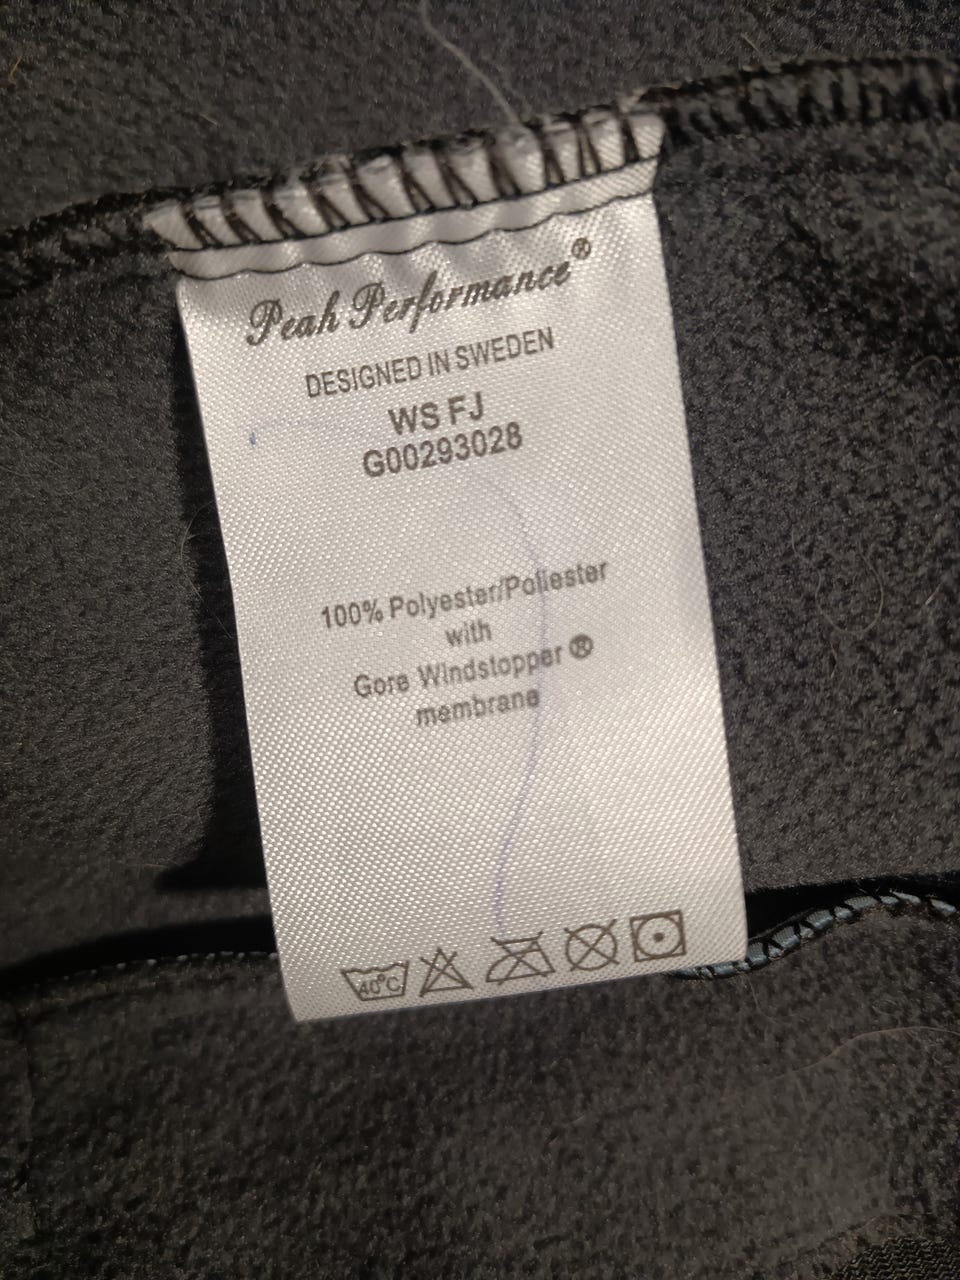 Peak Performance®
DESIGNED IN SWEDEN
WS FJ
G00293028
100% Polyester/Poliester
with
Gore Windstopper ®
membrane
40°C